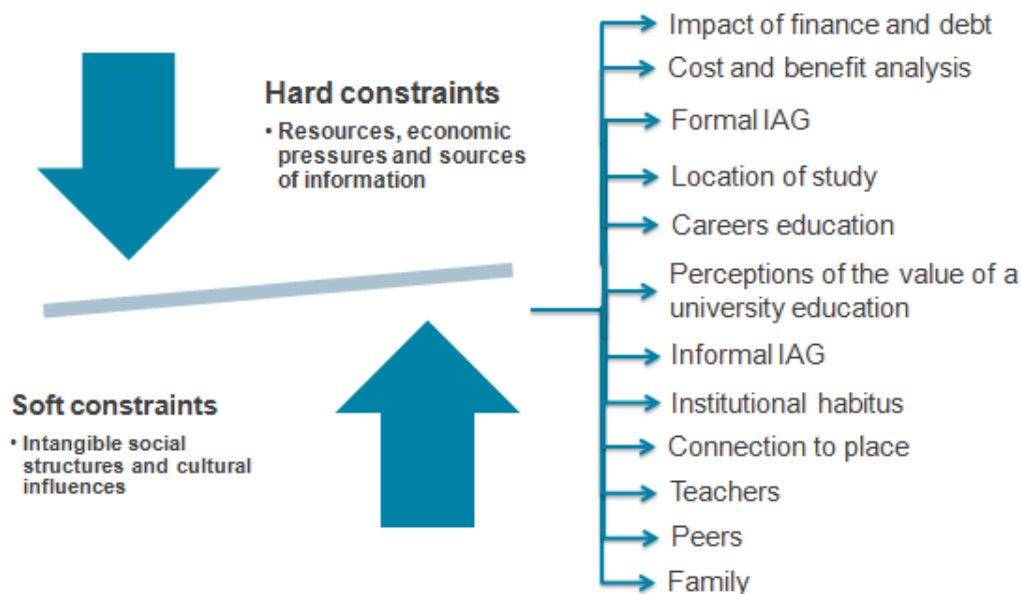 Hard constraints
• Resources, economic
pressures and sources
of information
Soft constraints
• Intangible social
structures and cultural
influences
Impact of finance and debt
Cost and benefit analysis
Formal IAG
Location of study
Careers education
Perceptions of the value of a
university education
Informal IAG
Institutional habitus
Connection to place
Teachers
Peers
Family